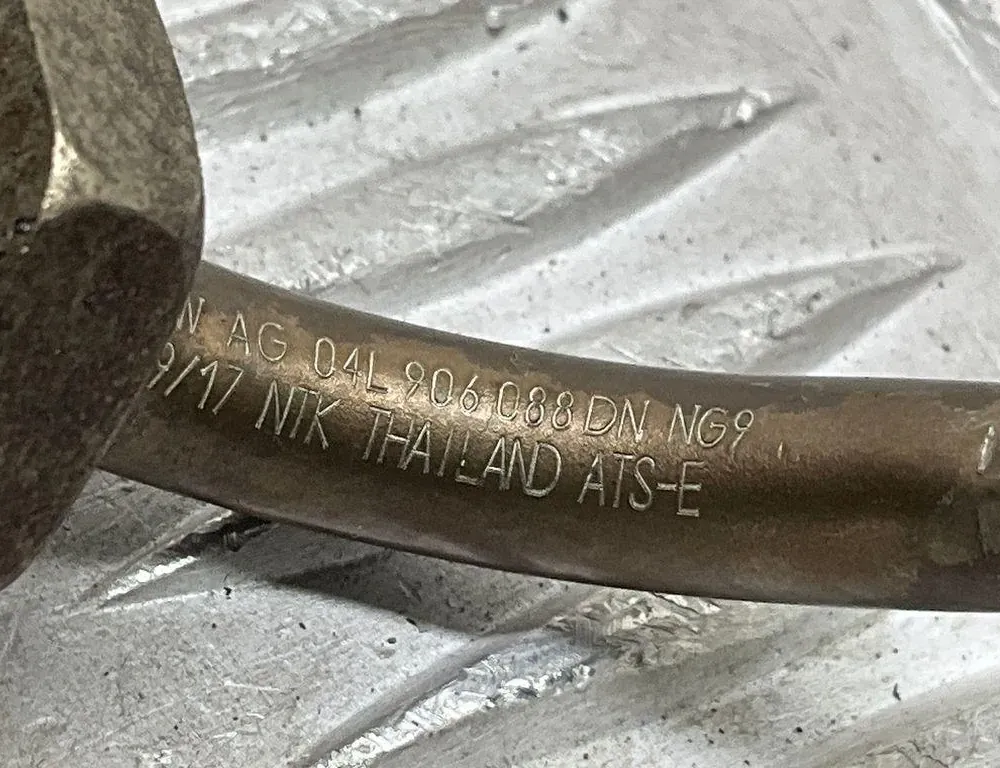 W AG 04L 906 088 DN NG9
9/17 NTK THAILAND ATS-E